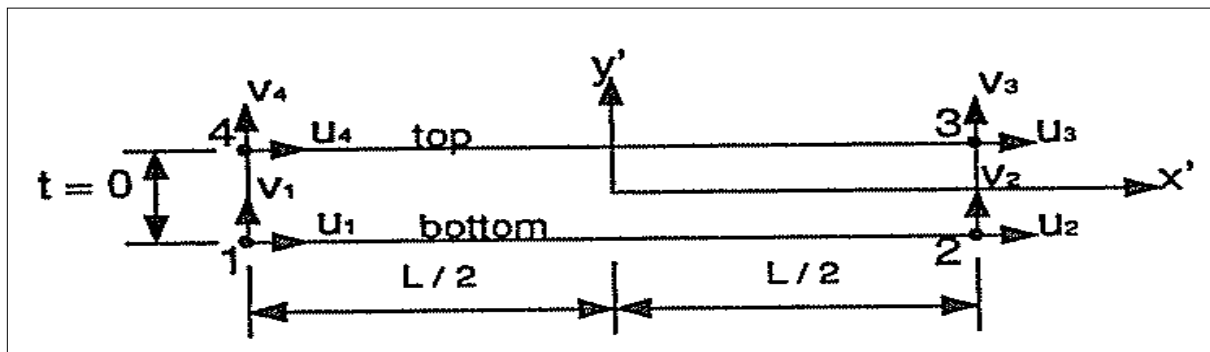 y'
v4 v3
4 u4 top 3 u3
t = 0 v1 v2 x'
1 u1 bottom 2 u2
L / 2 L / 2